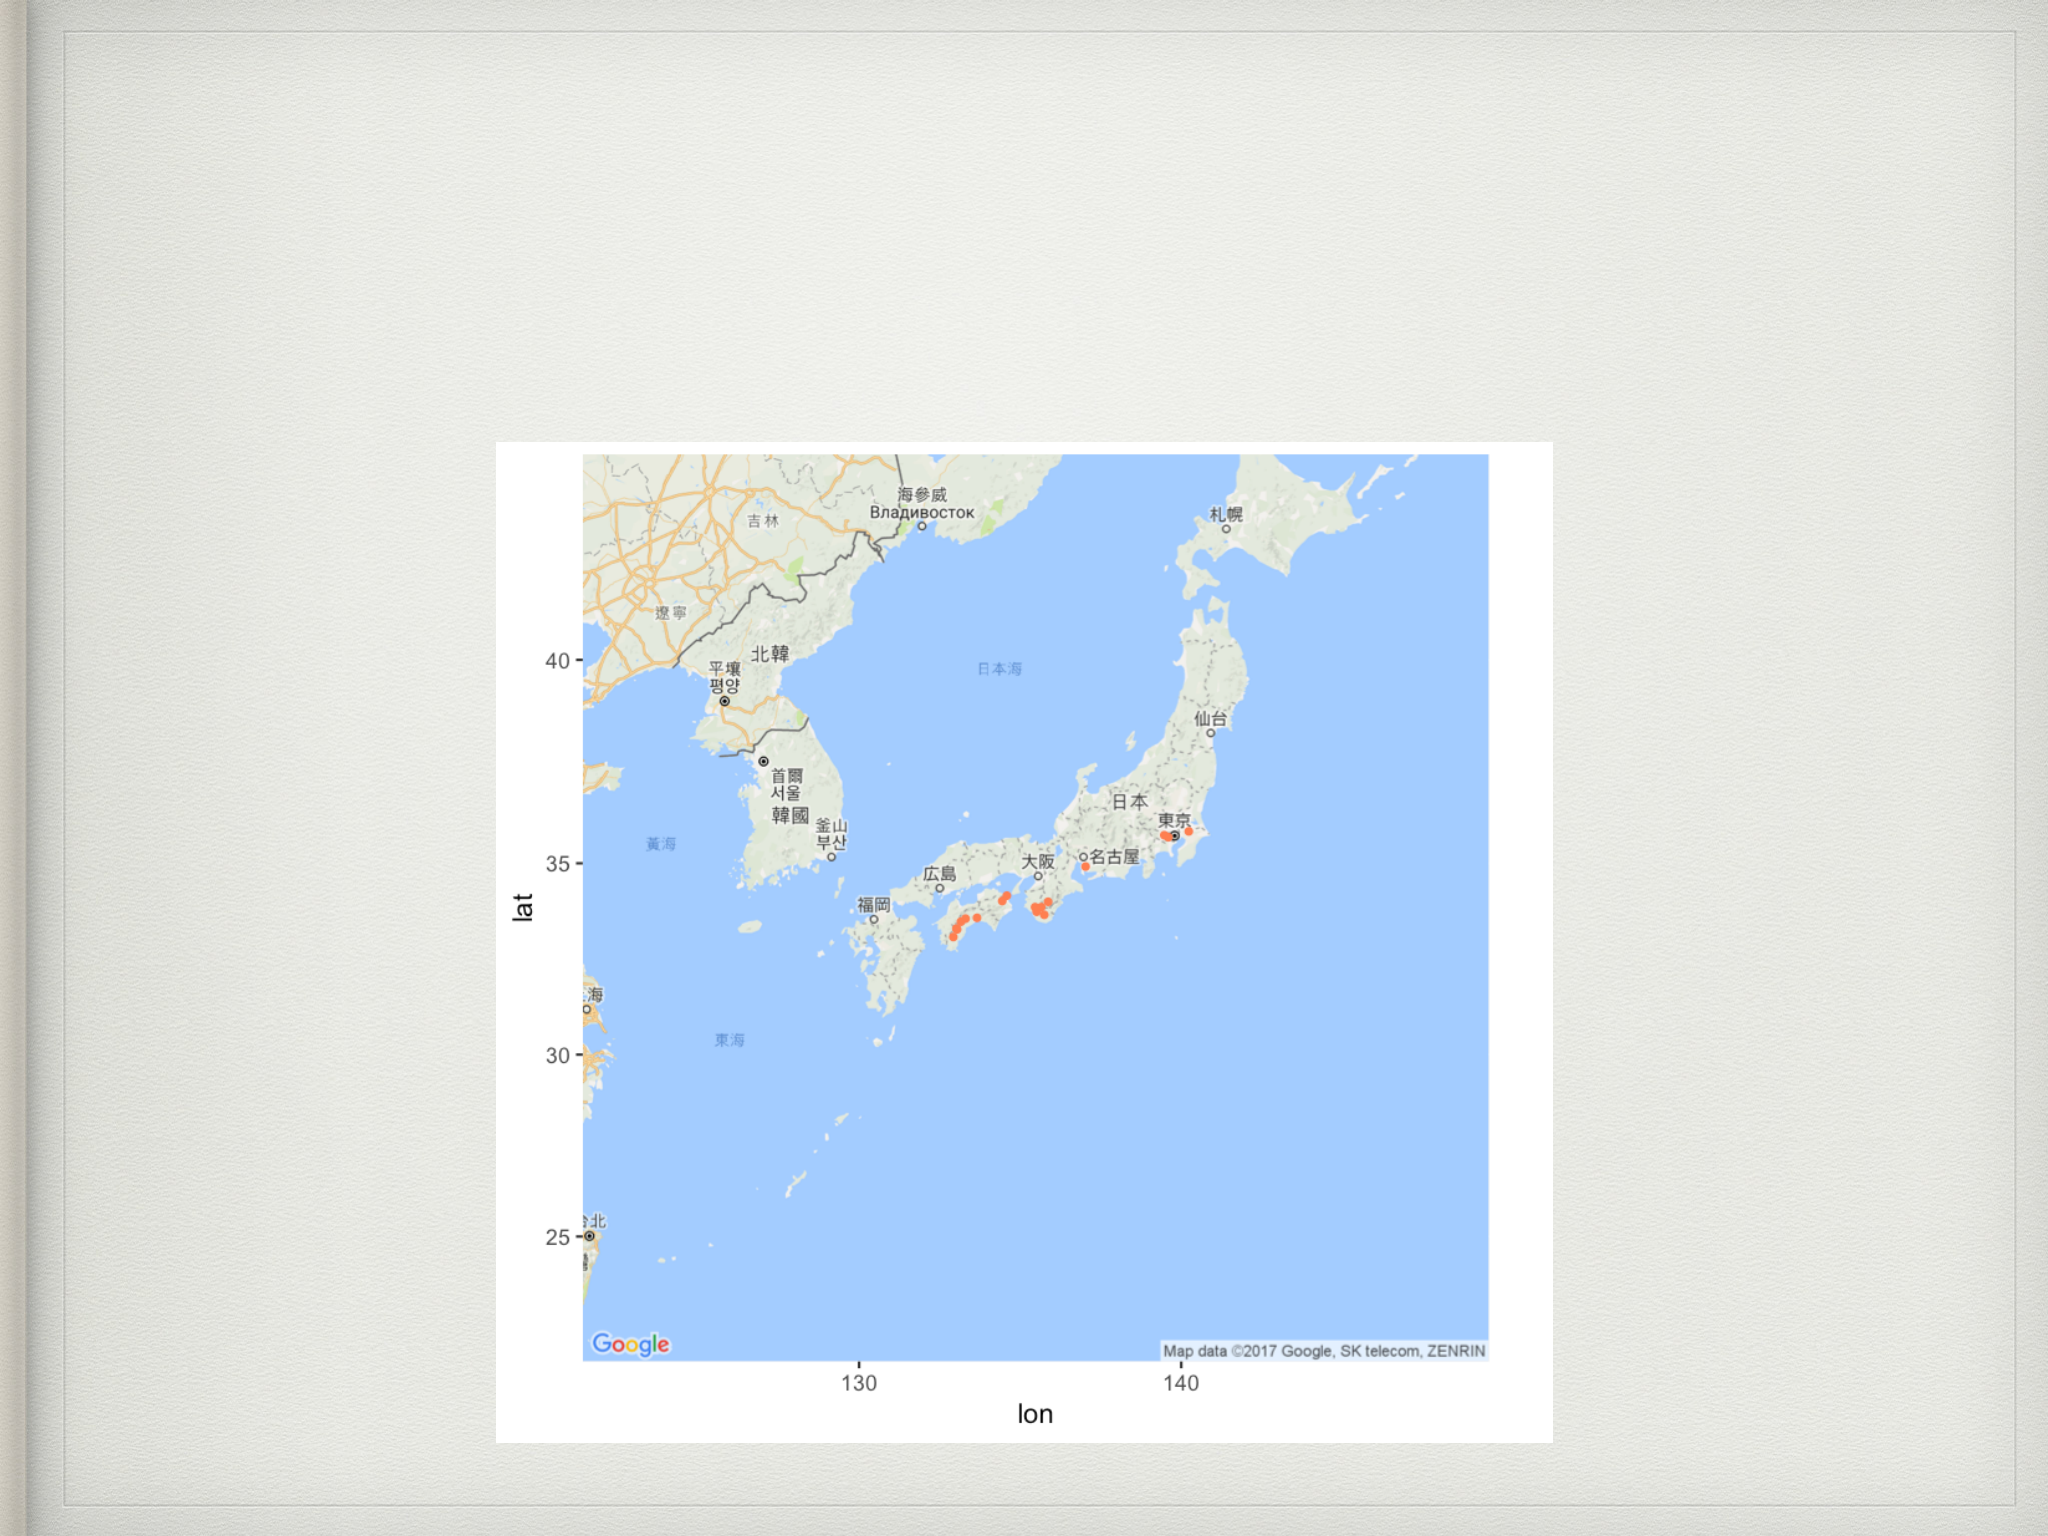 海參威
Владивосток
札幌
吉林
遼寧
北韓
平壤
평양
日本海
仙台
首爾
서울
韓國
釜山
부산
日本
東京
黃海
大阪
名古屋
広島
福岡
海
東海
北
40
35
30
25
lat
Google
Map data ©2017 Google, SK telecom, ZENRIN
130
140
lon